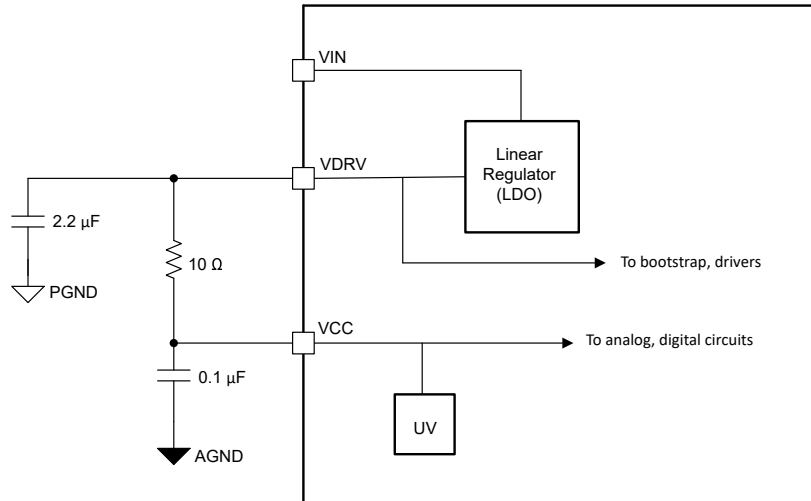 VIN
Linear
Regulator
(LDO)
VDRV
2.2 μF
10 Ω
To bootstrap, drivers
PGND
VCC
To analog, digital circuits
0.1 μF
UV
AGND